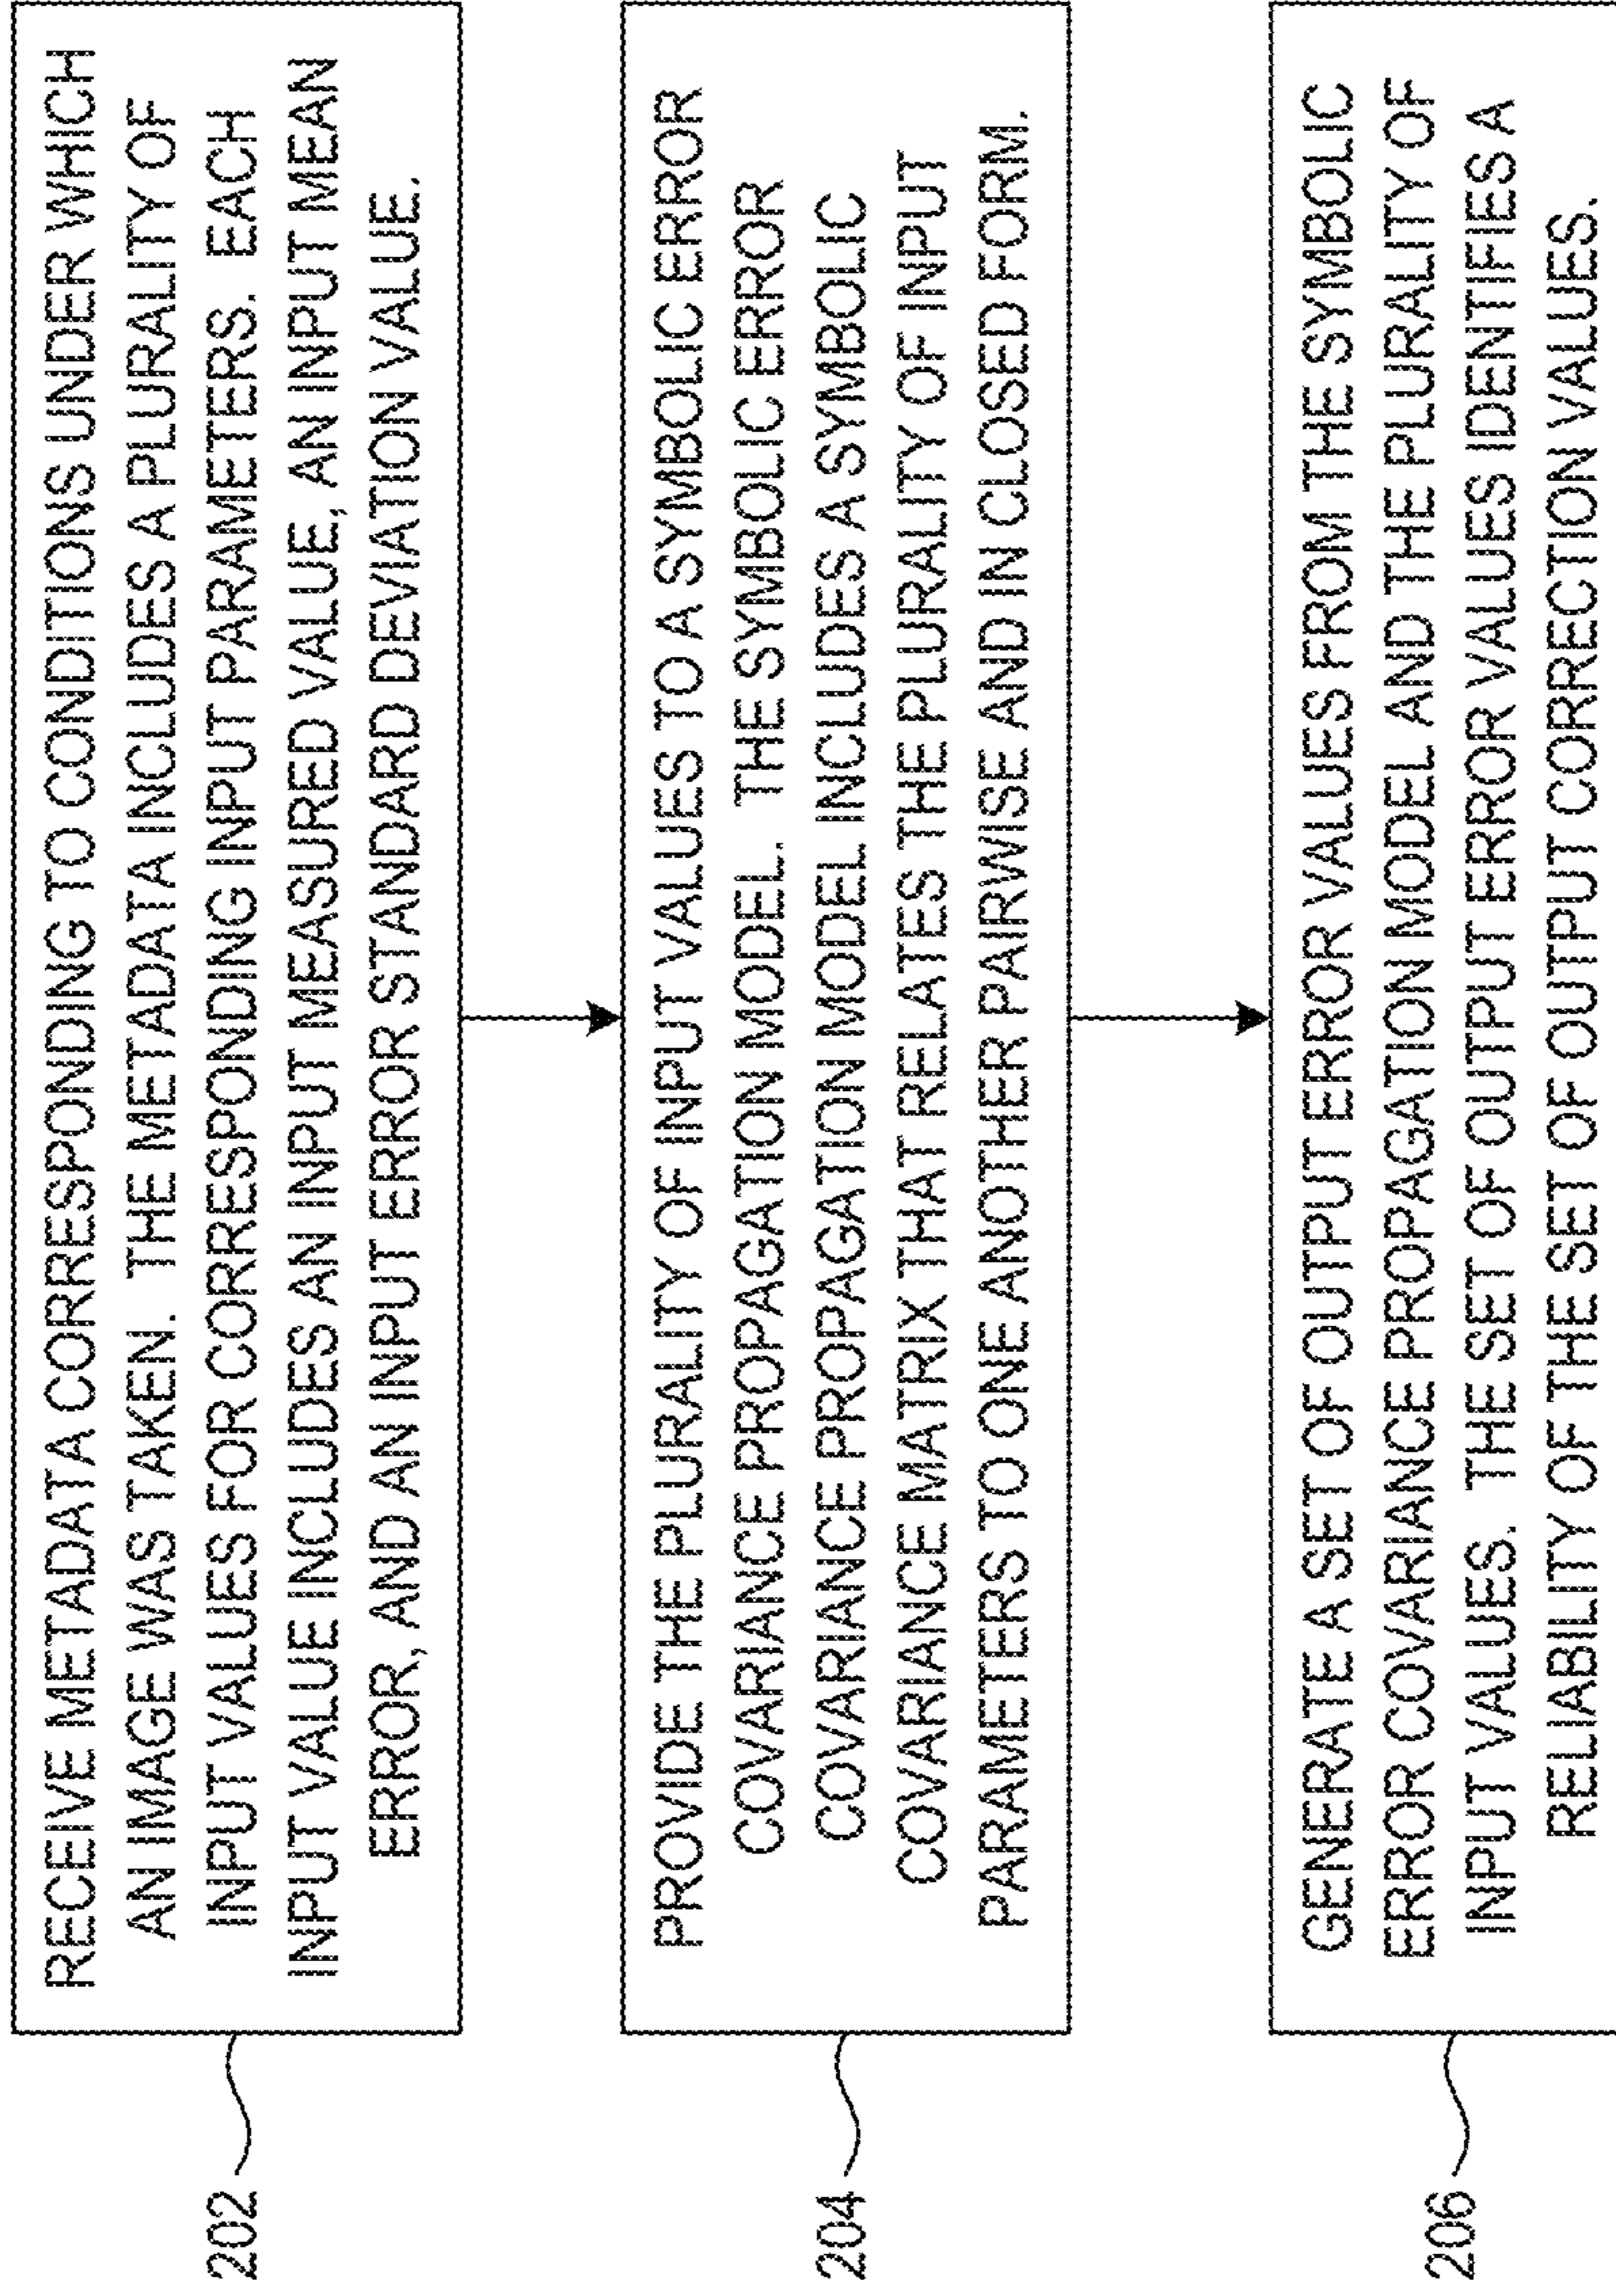 RECEIVE METADATA CORRESPONDING TO CONDITIONS UNDER WHICH
AN IMAGE WAS TAKEN. THE METADATA INCLUDES A PLURALITY OF
INPUT VALUES FOR CORRESPONDING INPUT PARAMETERS. EACH
INPUT VALUE INCLUDES AN INPUT MEASURED VALUE, AN INPUT MEAN
ERROR, AND AN INPUT ERROR STANDARD DEVIATION VALUE.
202
PROVIDE THE PLURALITY OF INPUT VALUES TO A SYMBOLIC ERROR
COVARIANCE PROPAGATION MODEL. THE SYMBOLIC ERROR
COVARIANCE PROPAGATION MODEL INCLUDES A SYMBOLIC
COVARIANCE MATRIX THAT RELATES THE PLURALITY OF INPUT
PARAMETERS TO ONE ANOTHER PAIRWISE AND IN CLOSED FORM.
204
GENERATE A SET OF OUTPUT ERROR VALUES FROM THE SYMBOLIC
ERROR COVARIANCE PROPAGATION MODEL AND THE PLURALITY OF
INPUT VALUES. THE SET OF OUTPUT ERROR VALUES IDENTIFIES A
RELIABILITY OF THE SET OF OUTPUT CORRECTION VALUES.
206